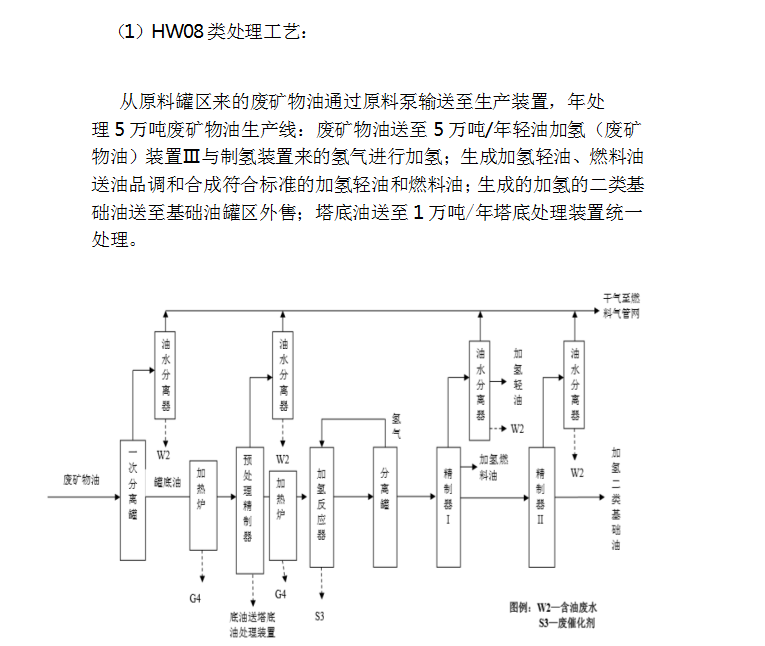 （1）HW08类处理工艺：
从原料罐区来的废矿物油通过原料泵输送至生产装置，年处
理5万吨废矿物油生产线：废矿物油送至5万吨/年轻油加氢（废矿
物油）装置Ⅲ与制氢装置来的氢气进行加氢；生成加氢轻油、燃料油
送油品调和合成符合标准的加氢轻油和燃料油；生成的加氢的二类基
础油送至基础油罐区外售；塔底油送至1万吨/年塔底处理装置统一
处理。
干气至燃
料气管网
油水分离器
油水分离器
油水分离器
加氢轻油
油水分离器
W2
W2
W2
W2
氢气
废矿物油
一次分离罐
罐底油
加热炉
预处理精制器
加热炉
加氢反应器
分离罐
精制器Ⅰ
加氢燃
料油
精制器Ⅱ
加氢二类基础油
G4
G4
S3
底油送塔底
油处理装置
图例：W2—含油废水
S3—废催化剂